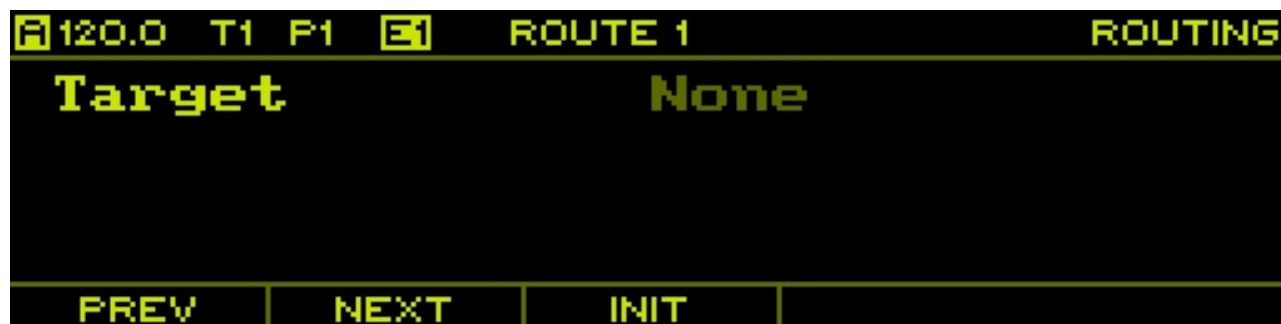 A 120.0 T1 P1 E1 ROUTE 1 ROUTING
Target None
PREV NEXT INIT